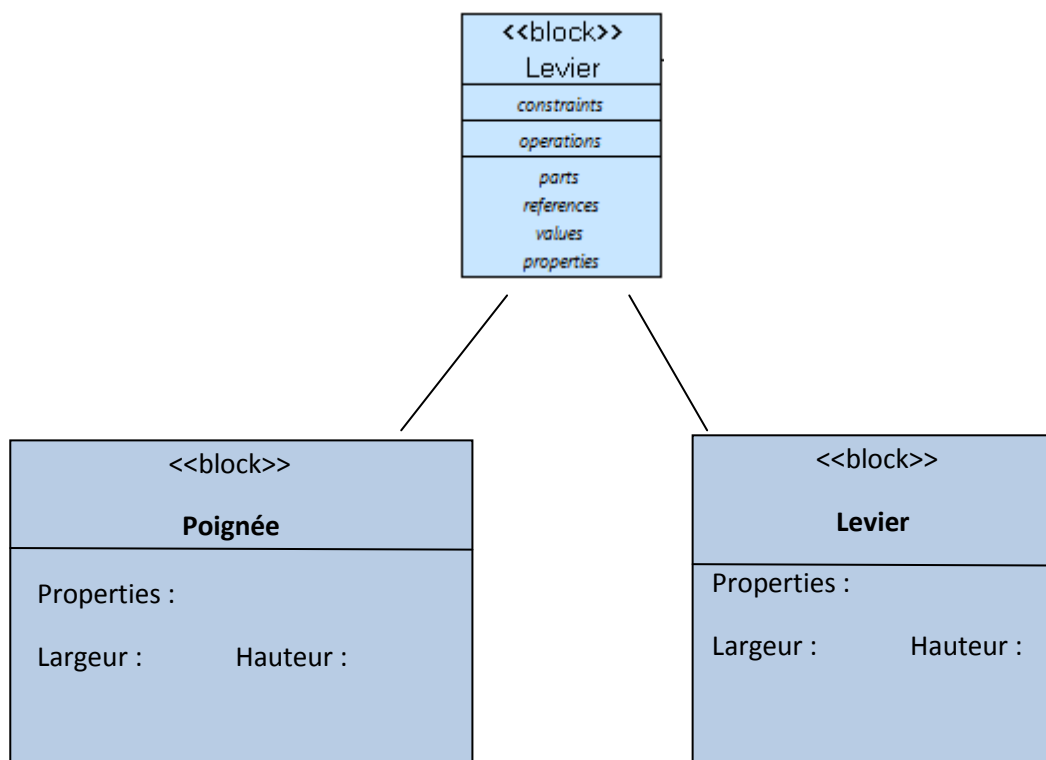 <<block>>
Levier
constraints
operations
parts
references
values
properties
<<block>>
Poignée
Properties :
Largeur : Hauteur :
<<block>>
Levier
Properties :
Largeur : Hauteur :